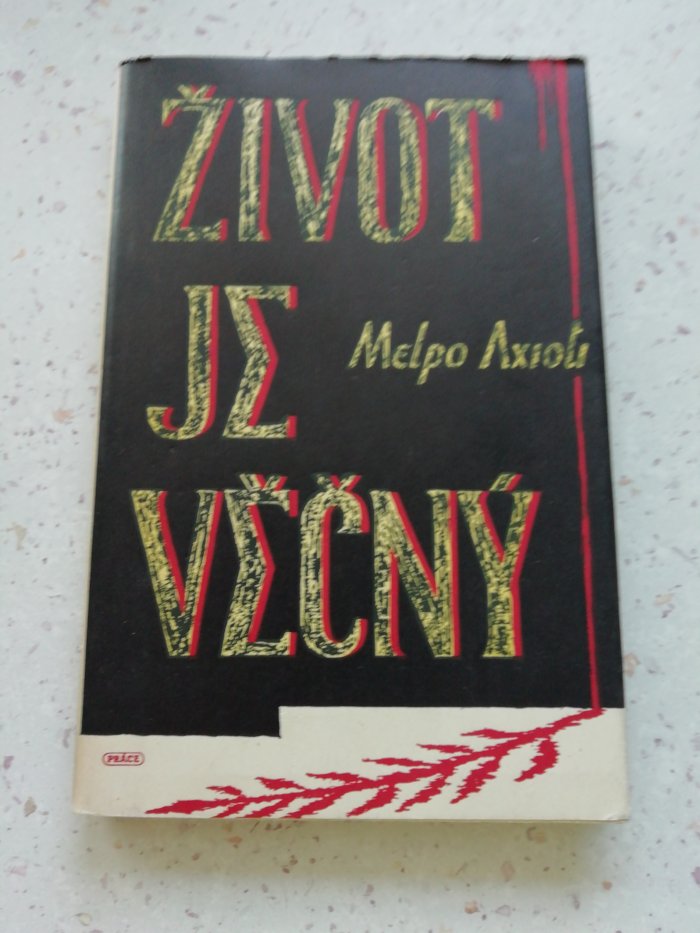 ŽIVOT
JE
Melpo Axioti
VĚČNÝ
PRÁCE